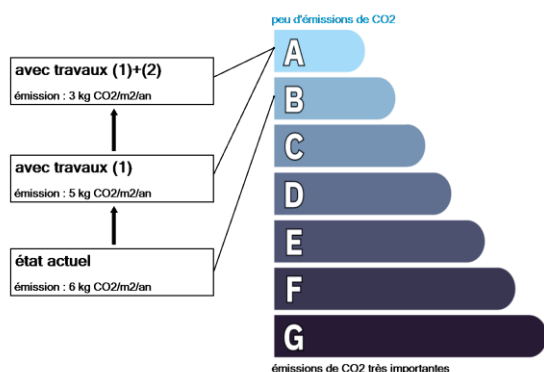 peu d'émissions de CO2
avec travaux (1)+(2)
émission : 3 kg CO2/m2/an
avec travaux (1)
émission : 5 kg CO2/m2/an
état actuel
émission : 6 kg CO2/m2/an
A
B
C
D
E
F
G
émissions de CO2 très importantes